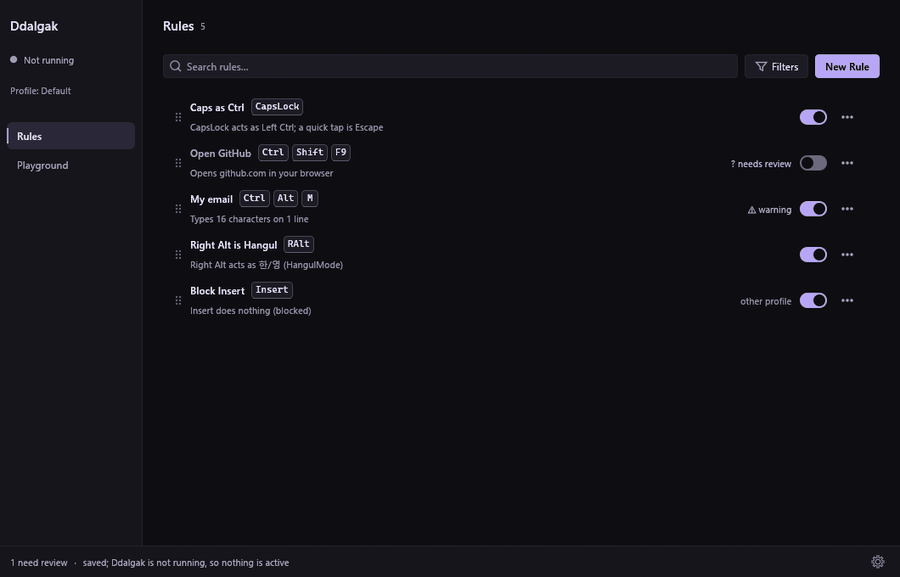 Ddalgak
Not running
Profile: Default
Rules
Playground
Rules 5
Search rules...
Filters
New Rule
Caps as Ctrl CapsLock
CapsLock acts as Left Ctrl; a quick tap is Escape
Open GitHub Ctrl Shift F9
Opens github.com in your browser
? needs review
My email Ctrl Alt M
Types 16 characters on 1 line
⚠ warning
Right Alt is Hangul RAlt
Right Alt acts as 한/영 (HangulMode)
Block Insert Insert
Insert does nothing (blocked)
other profile
1 need review · saved; Ddalgak is not running, so nothing is active